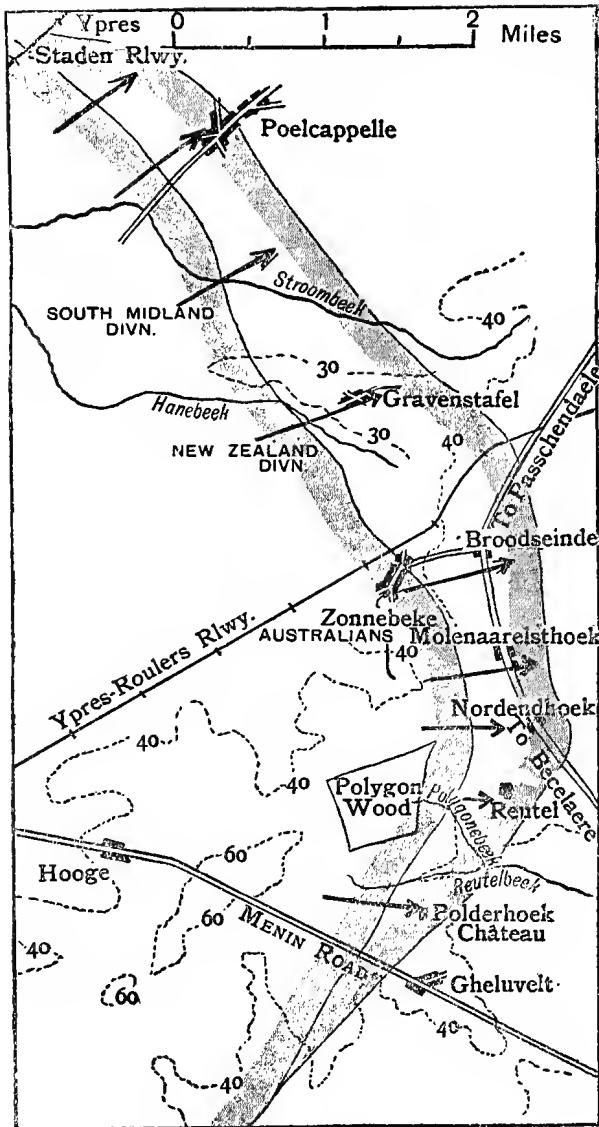 Ypres
0 1 2
Miles
-Staden Rlwy.
Poelcappelle
Stroombeek
40
SOUTH MIDLAND
DIVN.
30
Hanebeek
Gravenstafel
NEW ZEALAND
DIVN.
30
40
To Passchendaele
Broodseinde
Zonnebeke
AUSTRALIANS
Molenaarelsthoek
40
Ypres-Roulers Rlwy.
Nordendhoek
40
40
To Becelaere
Polygon
Wood
Polygonebeek
Reutel
60
Hooge
Reutelbeek
60
MENIN ROAD
Polderhoek
Château
40
60
Gheluvelt
40
40